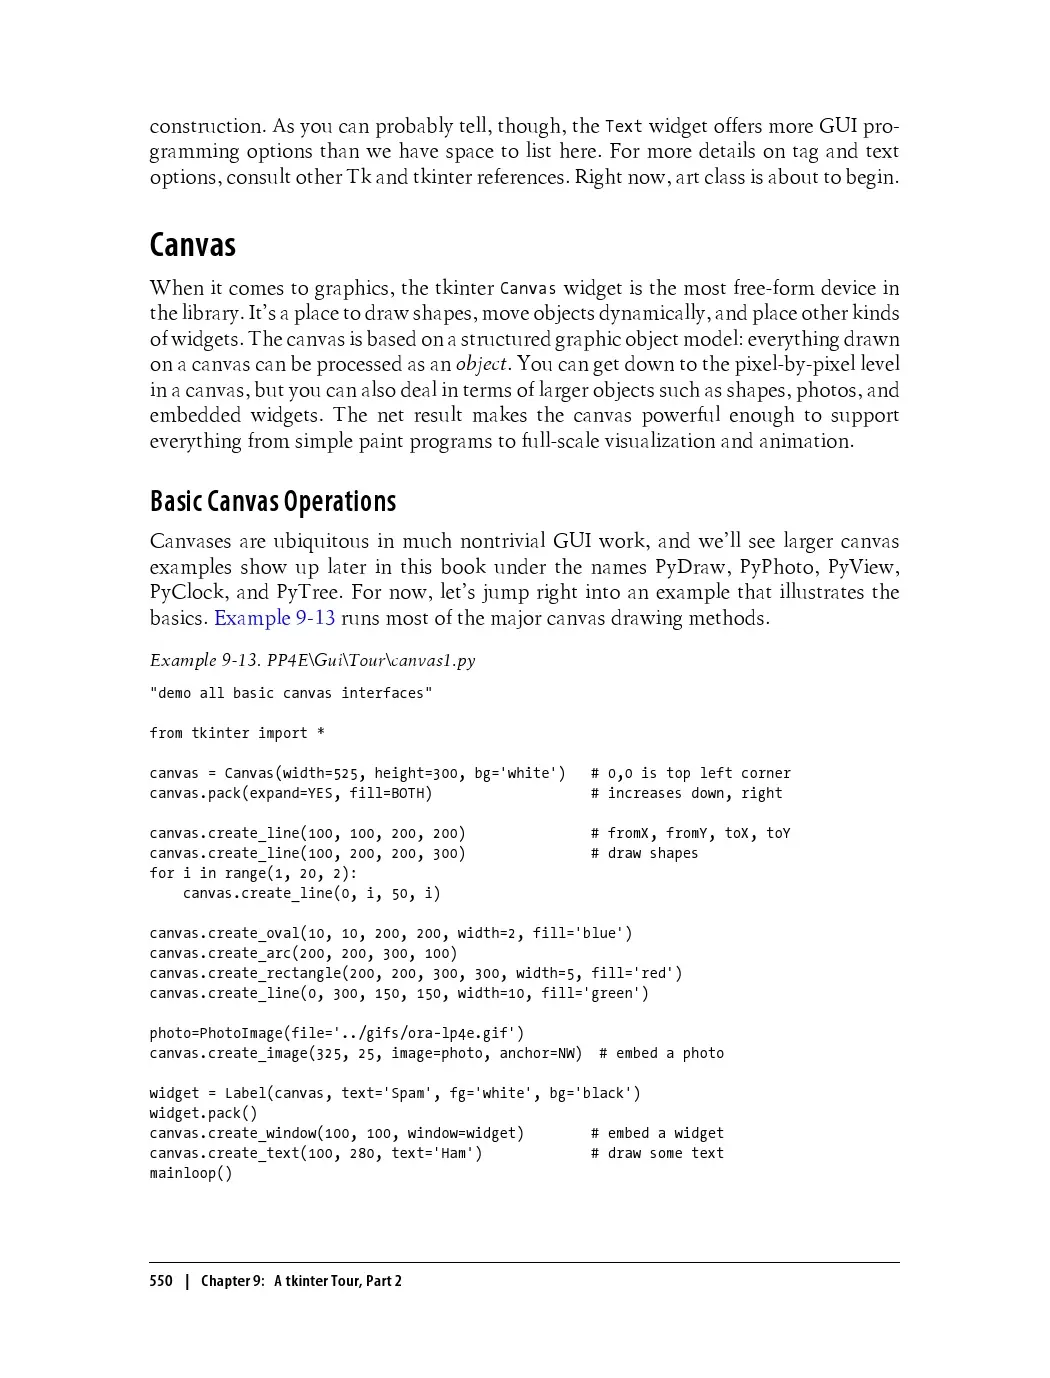 construction. As you can probably tell, though, the Text widget offers more GUI pro-
gramming options than we have space to list here. For more details on tag and text
options, consult other Tk and tkinter references. Right now, art class is about to begin.
Canvas
When it comes to graphics, the tkinter Canvas widget is the most free-form device in
the library. It’s a place to draw shapes, move objects dynamically, and place other kinds
of widgets. The canvas is based on a structured graphic object model: everything drawn
on a canvas can be processed as an object. You can get down to the pixel-by-pixel level
in a canvas, but you can also deal in terms of larger objects such as shapes, photos, and
embedded widgets. The net result makes the canvas powerful enough to support
everything from simple paint programs to full-scale visualization and animation.
Basic Canvas Operations
Canvases are ubiquitous in much nontrivial GUI work, and we’ll see larger canvas
examples show up later in this book under the names PyDraw, PyPhoto, PyView,
PyClock, and PyTree. For now, let’s jump right into an example that illustrates the
basics. Example 9-13 runs most of the major canvas drawing methods.
Example 9-13. PP4E\Gui\Tour\canvas1.py
"demo all basic canvas interfaces"
from tkinter import *
canvas = Canvas(width=525, height=300, bg='white')   # 0,0 is top left corner
canvas.pack(expand=YES, fill=BOTH)                   # increases down, right
canvas.create_line(100, 100, 200, 200)               # fromX, fromY, toX, toY
canvas.create_line(100, 200, 200, 300)               # draw shapes
for i in range(1, 20, 2):
    canvas.create_line(0, i, 50, i)
canvas.create_oval(10, 10, 200, 200, width=2, fill='blue')
canvas.create_arc(200, 200, 300, 100)
canvas.create_rectangle(200, 200, 300, 300, width=5, fill='red')
canvas.create_line(0, 300, 150, 150, width=10, fill='green')
photo=PhotoImage(file='../gifs/ora-lp4e.gif')
canvas.create_image(325, 25, image=photo, anchor=NW)  # embed a photo
widget = Label(canvas, text='Spam', fg='white', bg='black')
widget.pack()
canvas.create_window(100, 100, window=widget)        # embed a widget
canvas.create_text(100, 280, text='Ham')             # draw some text
mainloop()
550 | Chapter 9: A tkinter Tour, Part 2